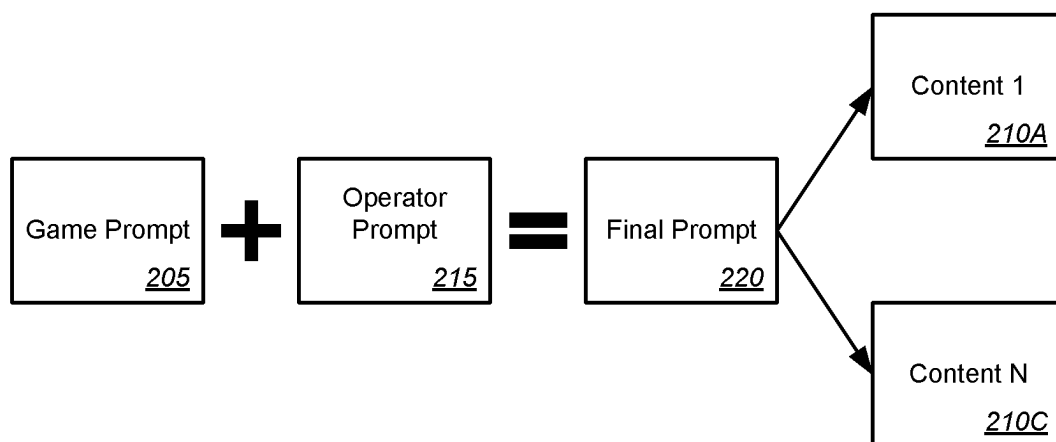 Content 1
210A
Game Prompt
205
+
Operator
Prompt
215
=
Final Prompt
220
Content N
210C